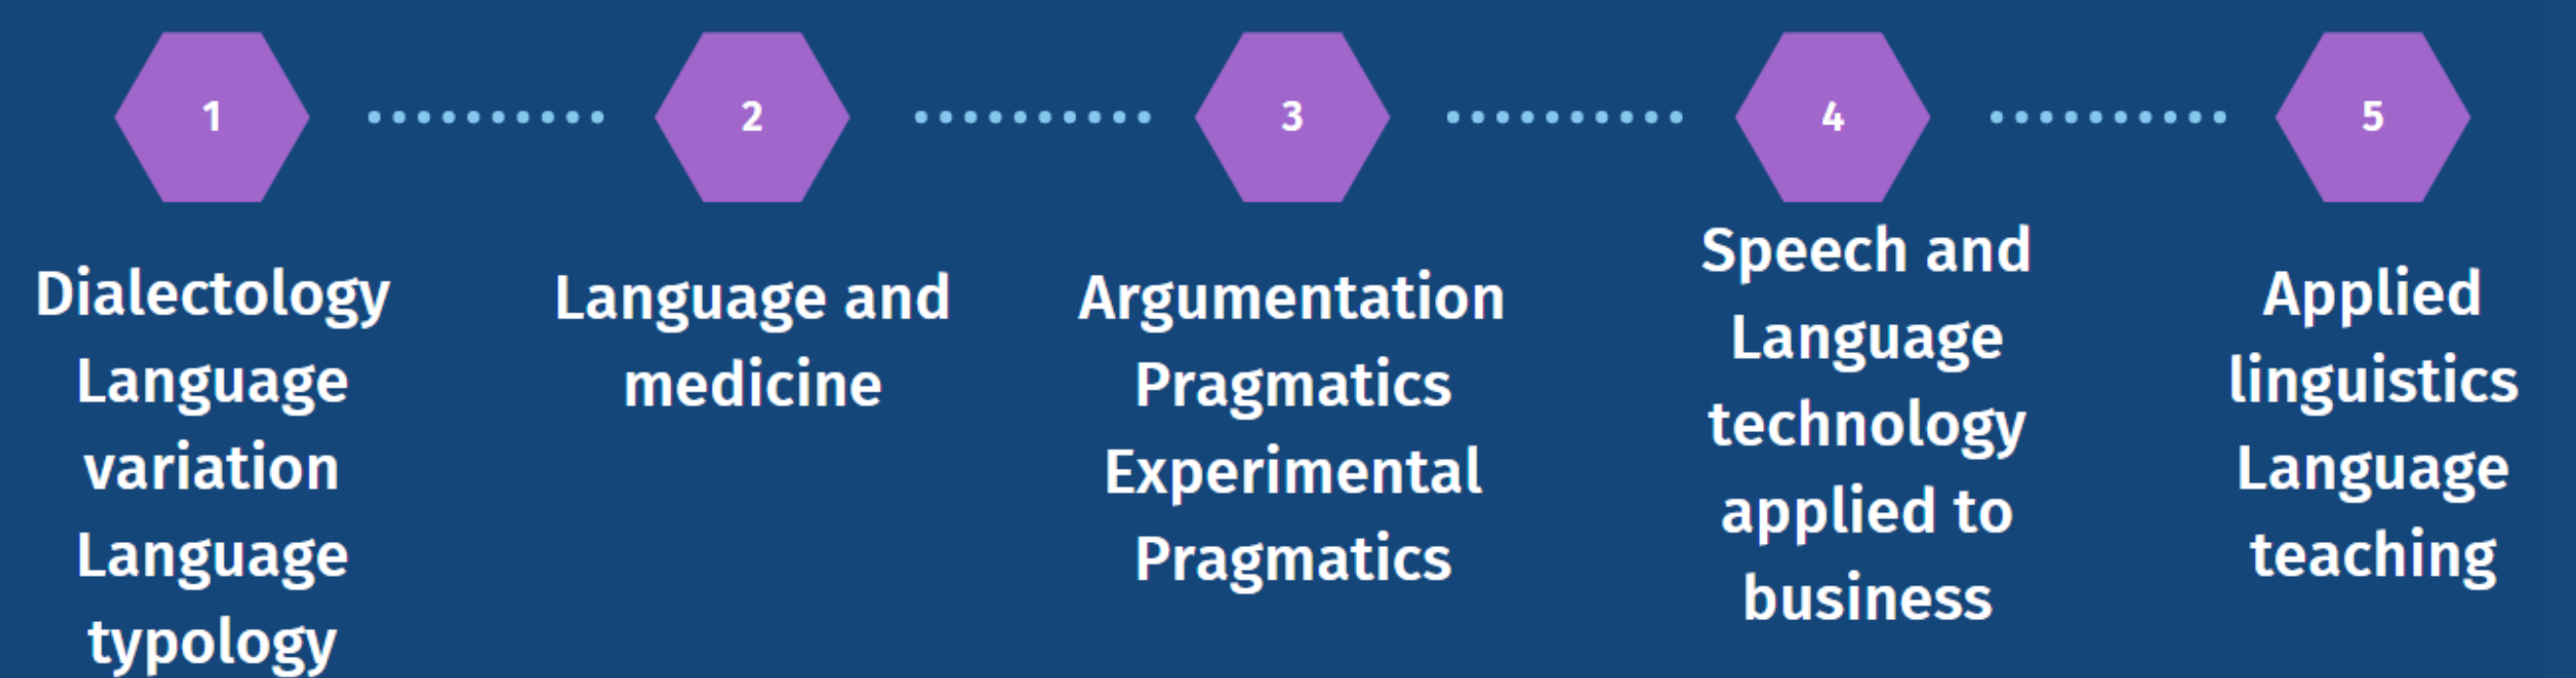 1
2
3
4
5
Dialectology
Language
variation
Language
typology
Language and
medicine
Argumentation
Pragmatics
Experimental
Pragmatics
Speech and
Language
technology
applied to
business
Applied
linguistics
Language
teaching